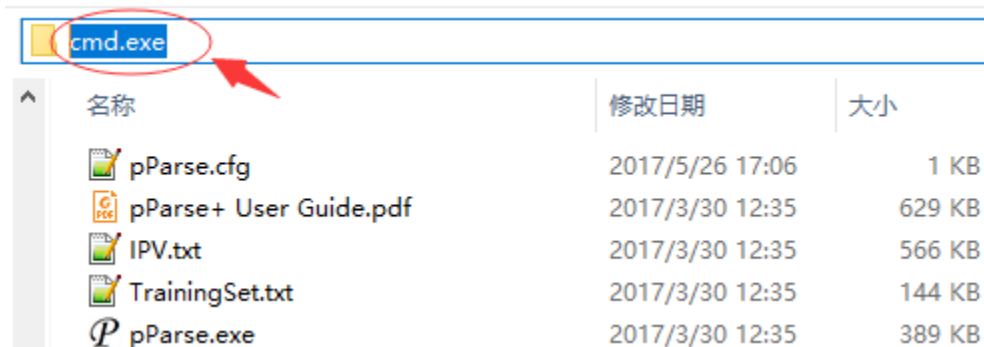 cmd.exe
名称 修改日期 大小
pParse.cfg 2017/5/26 17:06 1 KB
pParse+ User Guide.pdf 2017/3/30 12:35 629 KB
IPV.txt 2017/3/30 12:35 566 KB
TrainingSet.txt 2017/3/30 12:35 144 KB
pParse.exe 2017/3/30 12:35 389 KB